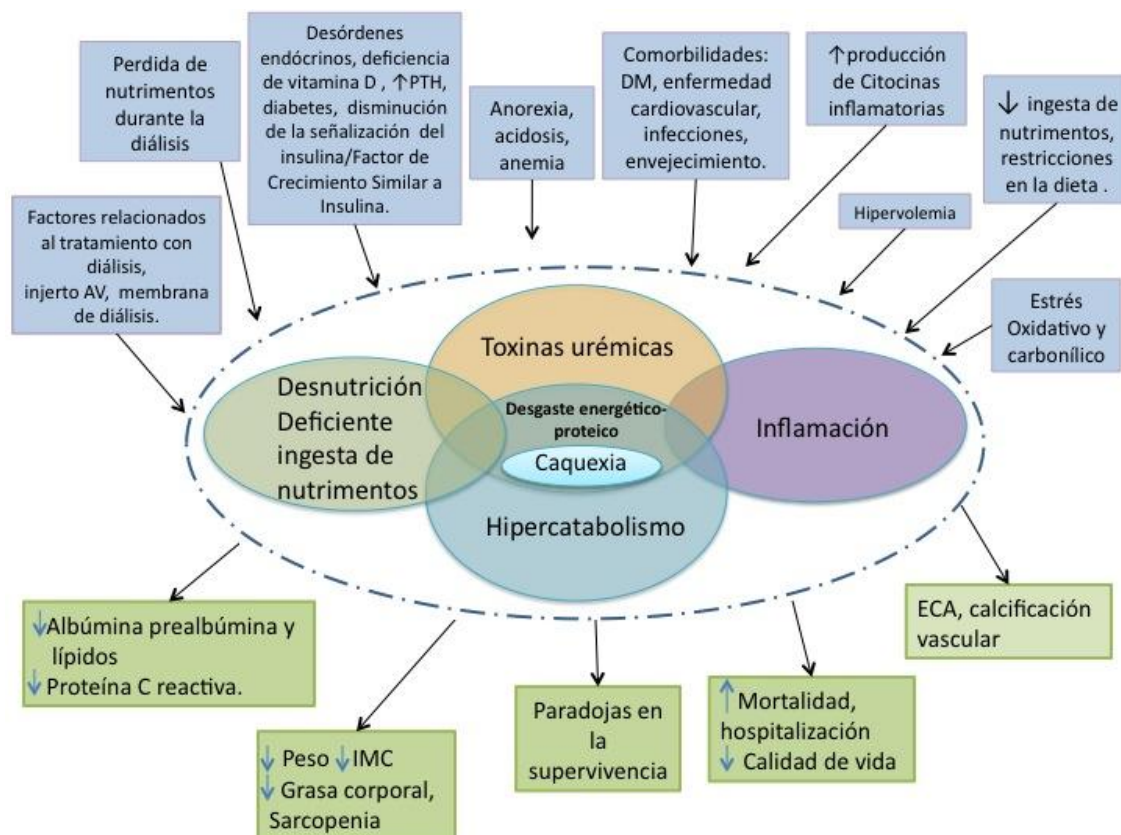 Perdida de
nutrimentos
durante la
diálisis
Desórdenes
endócrinos, deficiencia
de vitamina D , ↑PTH,
diabetes, disminución
de la señalización del
insulina/Factor de
Crecimiento Similar a
Insulina.
Anorexia,
acidosis,
anemia
Comorbilidades:
DM, enfermedad
cardiovascular,
infecciones,
envejecimiento.
↑producción
de Citocinas
inflamatorias
↓ ingesta de
nutrimentos,
restricciones
en la dieta .
Factores relacionados
al tratamiento con
diálisis,
injerto AV, membrana
de diálisis.
Hipervolemia
Estrés
Oxidativo y
carbonílico
Toxinas urémicas
Desnutrición
Deficiente
ingesta de
nutrimentos
Desgaste energético-
proteico
Caquexia
Inflamación
Hipercatabolismo
↓Albúmina prealbúmina y
lípidos
↓ Proteína C reactiva.
↓ Peso ↓IMC
↓ Grasa corporal,
Sarcopenia
Paradojas en
la
supervivencia
↑ Mortalidad,
hospitalización
↓ Calidad de vida
ECA, calcificación
vascular